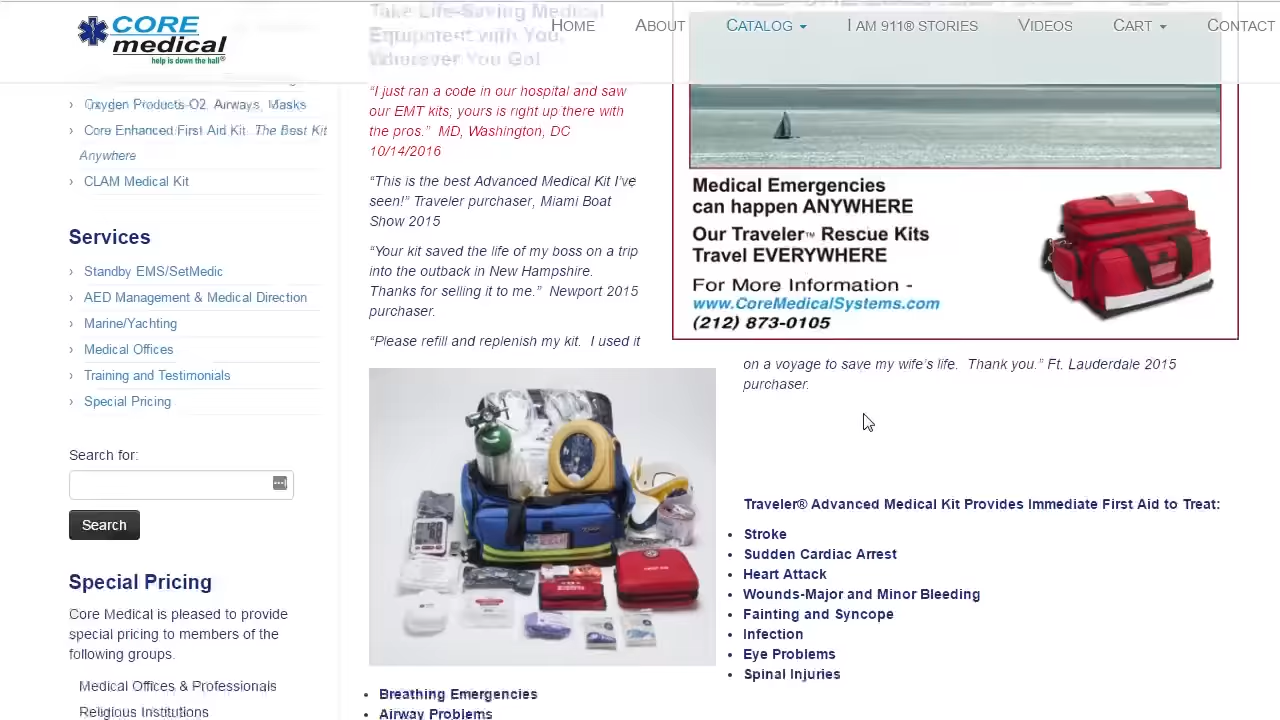 CORE
medical
help is down the hall®
HOME
ABOUT
CATALOG
I AM 911® STORIES
VIDEOS
CART
CONTACT
Oxygen Products-O2, Airways, Masks
Core Enhanced First Aid Kit The Best Kit
Anywhere
CLAM Medical Kit
Services
Standby EMS/SetMedic
AED Management & Medical Direction
Marine/Yachting
Medical Offices
Training and Testimonials
Special Pricing
Search for:
Search
Special Pricing
Core Medical is pleased to provide
special pricing to members of the
following groups.
Medical Offices & Professionals
Religious Institutions
Take Life-Saving Medical
Equipment with You,
Wherever You Go!
“I just ran a code in our hospital and saw
our EMT kits; yours is right up there with
the pros.” MD, Washington, DC
10/14/2016
“This is the best Advanced Medical Kit I’ve
seen!” Traveler purchaser, Miami Boat
Show 2015
“Your kit saved the life of my boss on a trip
into the outback in New Hampshire.
Thanks for selling it to me.” Newport 2015
purchaser.
“Please refill and replenish my kit. I used it
on a voyage to save my wife’s life. Thank you.” Ft. Lauderdale 2015
purchaser.
Medical Emergencies
can happen ANYWHERE
Our Traveler™ Rescue Kits
Travel EVERYWHERE
For More Information -
www.CoreMedicalSystems.com
(212) 873-0105
Traveler® Advanced Medical Kit Provides Immediate First Aid to Treat:
Stroke
Sudden Cardiac Arrest
Heart Attack
Wounds-Major and Minor Bleeding
Fainting and Syncope
Infection
Eye Problems
Spinal Injuries
Breathing Emergencies
Airway Problems